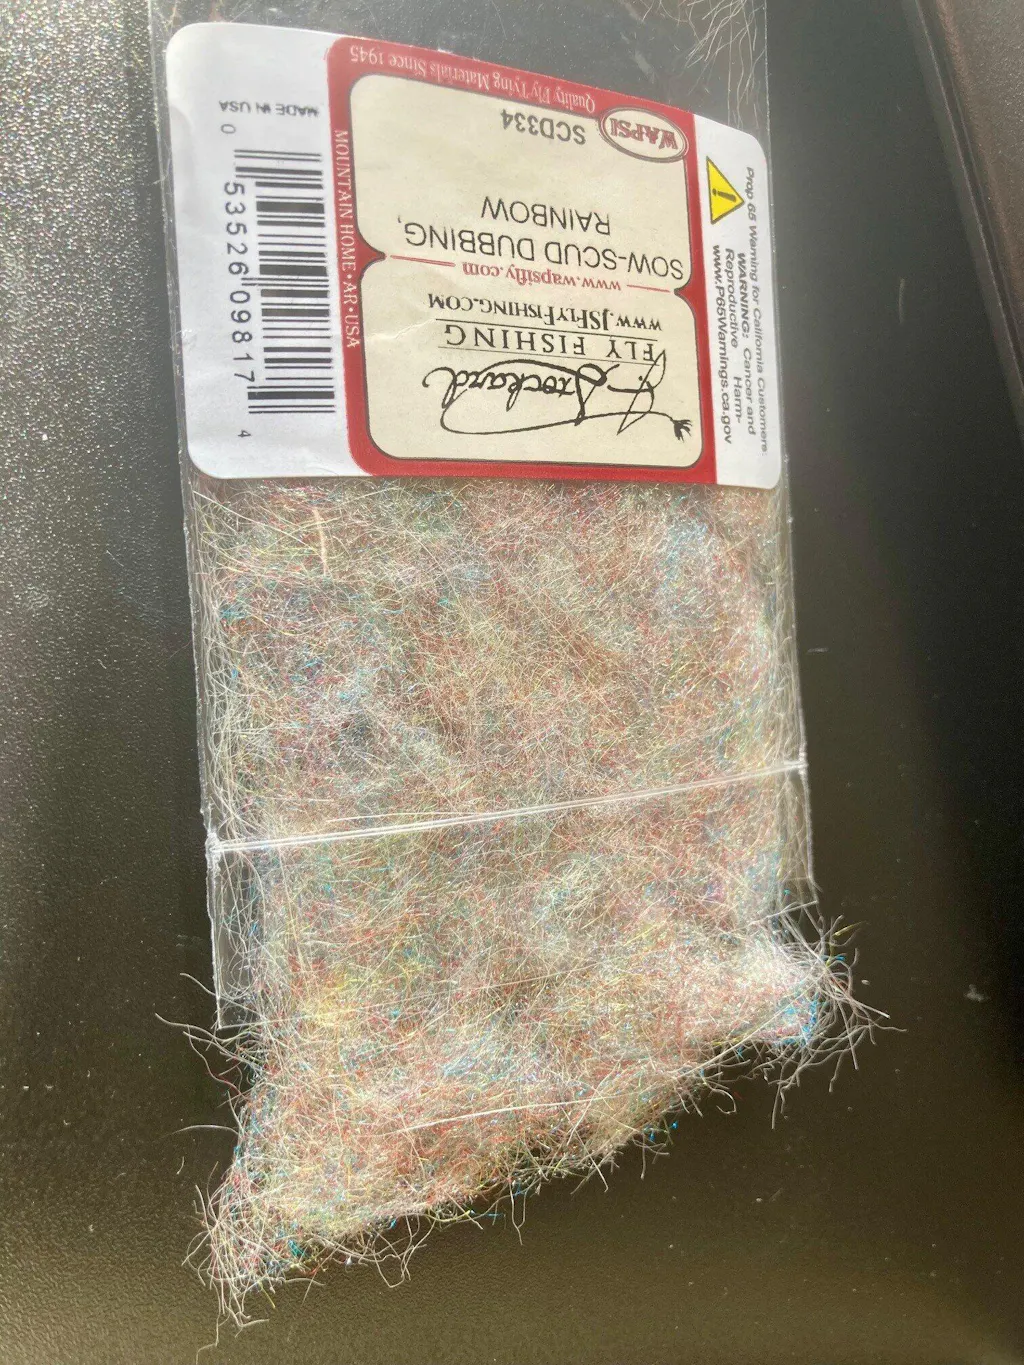 Quality Fly Tying Materials Since 1945
WAPSI
SCD334
SOW-SCUD DUBBING,
RAINBOW
www.wapsifly.com
WWW.JSFLYFISHING.COM
FLY FISHING
J. Stockard
MOUNTAIN HOME • AR • USA
MADE IN USA
0 53526 09817 4
Prop 65 Warning for California Customers:
WARNING: Cancer and
Reproductive Harm-
www.P65Warnings.ca.gov